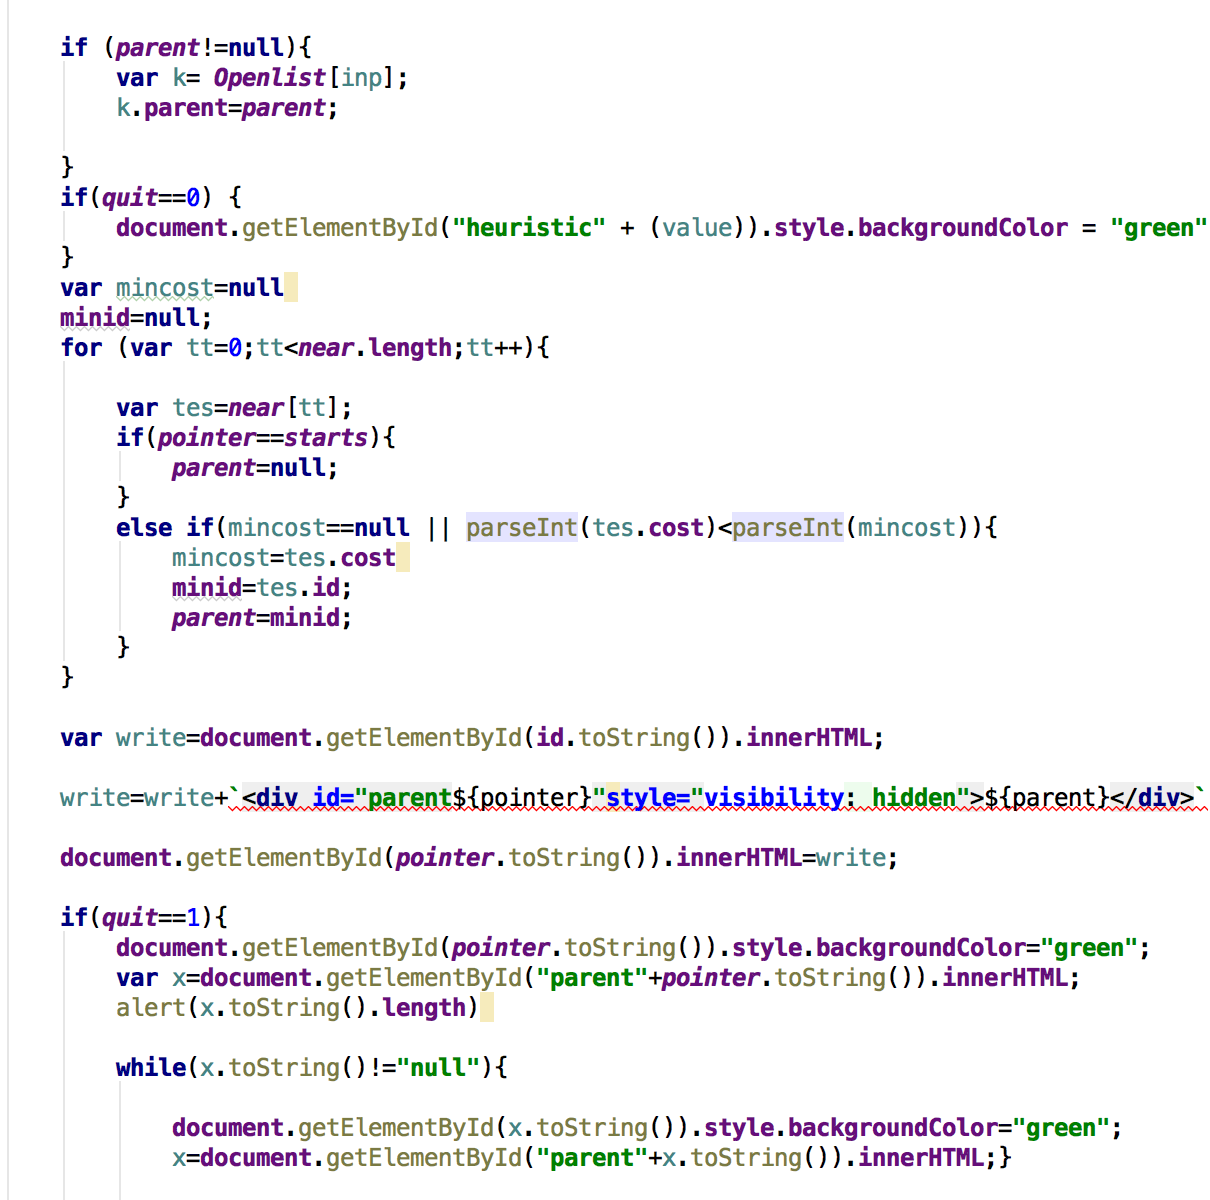 if (parent!=null){
    var k= Openlist[inp];
    k.parent=parent;
}
if(quit==0) {
    document.getElementById("heuristic" + (value)).style.backgroundColor = "green"
}
var mincost=null
minid=null;
for (var tt=0;tt<near.length;tt++){
    var tes=near[tt];
    if(pointer==starts){
        parent=null;
    }
    else if(mincost==null || parseInt(tes.cost)<parseInt(mincost)){
        mincost=tes.cost
        minid=tes.id;
        parent=minid;
    }
}
var write=document.getElementById(id.toString()).innerHTML;
write=write+`<div id="parent${pointer}"style="visibility: hidden">${parent}</div>`
document.getElementById(pointer.toString()).innerHTML=write;
if(quit==1){
    document.getElementById(pointer.toString()).style.backgroundColor="green";
    var x=document.getElementById("parent"+pointer.toString()).innerHTML;
    alert(x.toString().length)
    while(x.toString()!="null"){
        document.getElementById(x.toString()).style.backgroundColor="green";
        x=document.getElementById("parent"+x.toString()).innerHTML;}